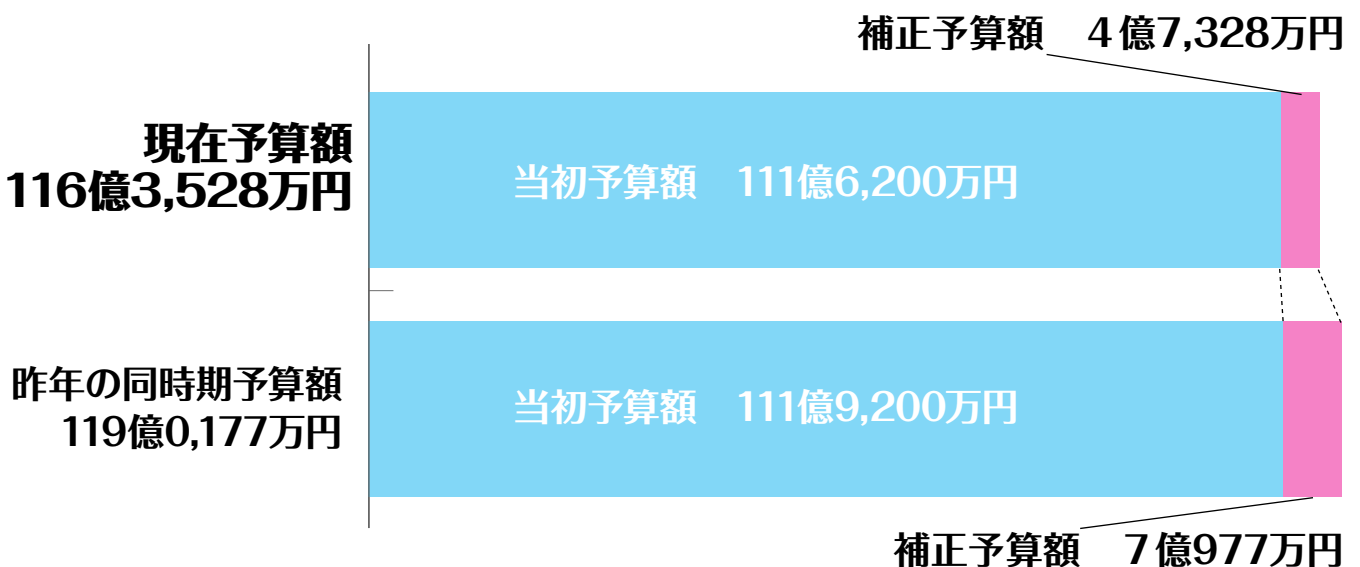 補正予算額　4億7,328万円
現在予算額
116億3,528万円
当初予算額　111億6,200万円
昨年の同時期予算額
119億0,177万円
当初予算額　111億9,200万円
補正予算額　7億977万円